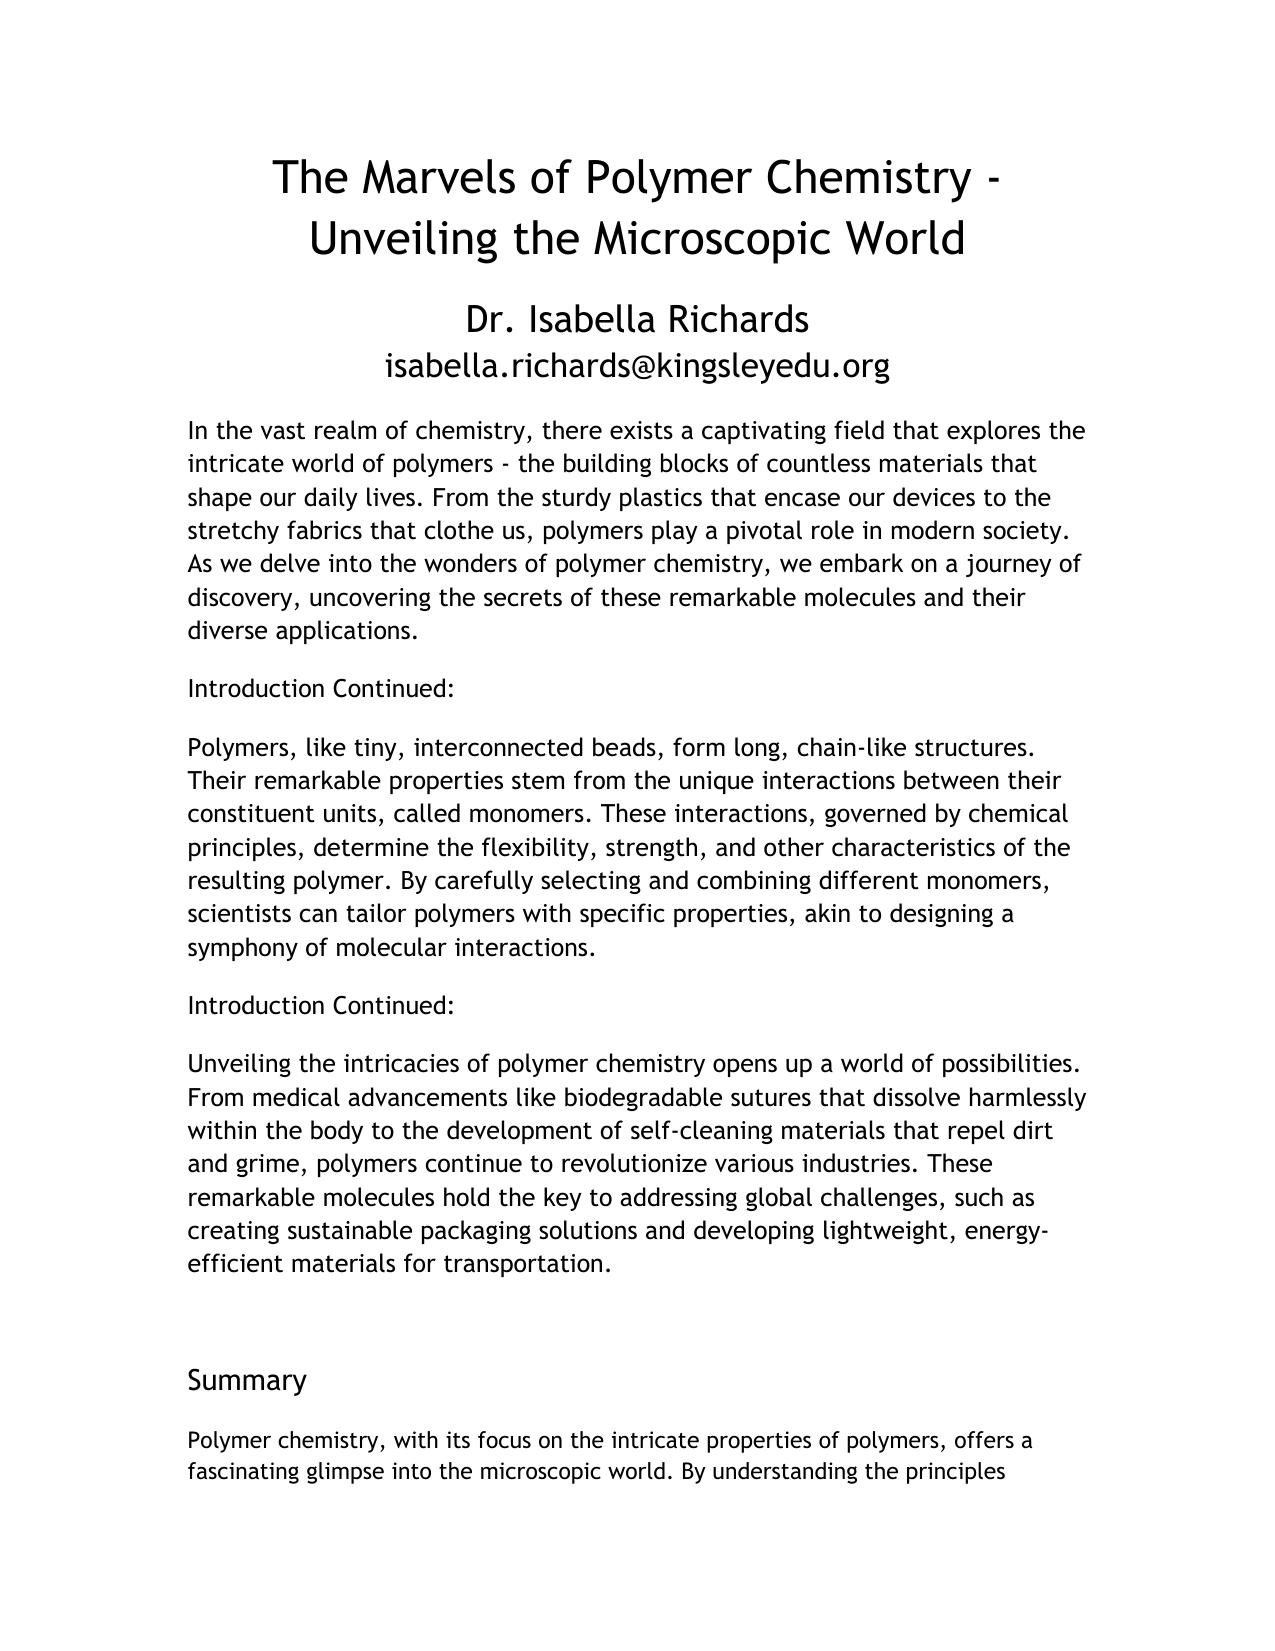 The Marvels of Polymer Chemistry -
Unveiling the Microscopic World
Dr. Isabella Richards
isabella.richards@kingsleyedu.org
In the vast realm of chemistry, there exists a captivating field that explores the
intricate world of polymers - the building blocks of countless materials that
shape our daily lives. From the sturdy plastics that encase our devices to the
stretchy fabrics that clothe us, polymers play a pivotal role in modern society.
As we delve into the wonders of polymer chemistry, we embark on a journey of
discovery, uncovering the secrets of these remarkable molecules and their
diverse applications.
Introduction Continued:
Polymers, like tiny, interconnected beads, form long, chain-like structures.
Their remarkable properties stem from the unique interactions between their
constituent units, called monomers. These interactions, governed by chemical
principles, determine the flexibility, strength, and other characteristics of the
resulting polymer. By carefully selecting and combining different monomers,
scientists can tailor polymers with specific properties, akin to designing a
symphony of molecular interactions.
Introduction Continued:
Unveiling the intricacies of polymer chemistry opens up a world of possibilities.
From medical advancements like biodegradable sutures that dissolve harmlessly
within the body to the development of self-cleaning materials that repel dirt
and grime, polymers continue to revolutionize various industries. These
remarkable molecules hold the key to addressing global challenges, such as
creating sustainable packaging solutions and developing lightweight, energy-
efficient materials for transportation.
Summary
Polymer chemistry, with its focus on the intricate properties of polymers, offers a
fascinating glimpse into the microscopic world. By understanding the principles